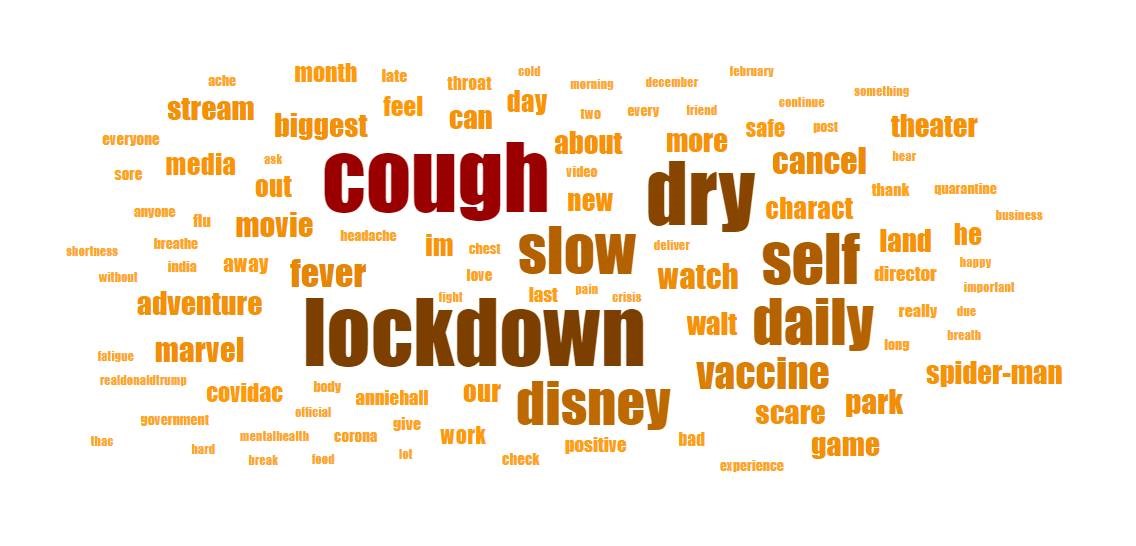 cold
february
month
late
morning
december
ache
throat
something
day
continue
stream
feel
two
every
friend
can
biggest
safe
post
theater
everyone
about
more
hear
ask
cancel
media
cough
video
sore
out
dry
thank
quarantine
new
charact
anyone
flu
business
movie
headache
he
im
land
breathe
chest
slow
deliver
shortness
self
india
away
happy
fever
love
watch
director
without
pain
important
fight
last
crisis
adventure
really
due
lockdown
walt
daily
breath
long
marvel
fatigue
vaccine
spider-man
realdonaldtrump
body
covidac
our
anniehall
disney
park
official
scare
government
give
mentalhealth
corona
work
bad
thac
positive
game
hard
lot
break
food
check
experience